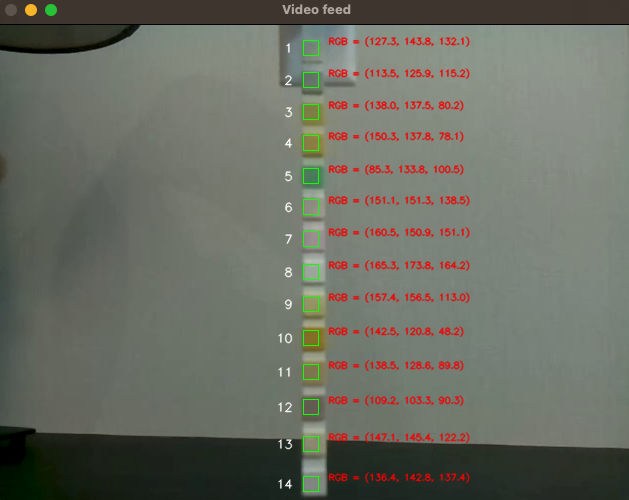 Video feed
1 RGB = (127.3, 143.8, 132.1)
2 RGB = (113.5, 125.9, 115.2)
3 RGB = (138.0, 137.5, 80.2)
4 RGB = (150.3, 137.8, 78.1)
5 RGB = (85.3, 133.8, 100.5)
6 RGB = (151.1, 151.3, 138.5)
7 RGB = (160.5, 150.9, 151.1)
8 RGB = (165.3, 173.8, 164.2)
9 RGB = (157.4, 156.5, 113.0)
10 RGB = (142.5, 120.8, 48.2)
11 RGB = (138.5, 128.6, 89.8)
12 RGB = (109.2, 103.3, 90.3)
13 RGB = (147.1, 145.4, 122.2)
14 RGB = (136.4, 142.8, 137.4)